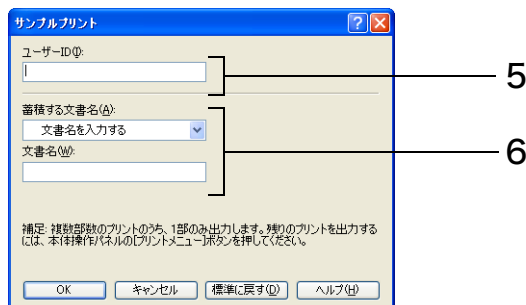 サンプルプリント
ユーザーID(I):
5
蓄積する文書名(A):
文書名を入力する
6
文書名(W):
補足: 複数部数のプリントのうち、1部のみ出力します。残りのプリントを出力する
には、本体操作パネルの[プリントメニュー]ボタンを押してください。
OK キャンセル 標準に戻す(D) ヘルプ(H)